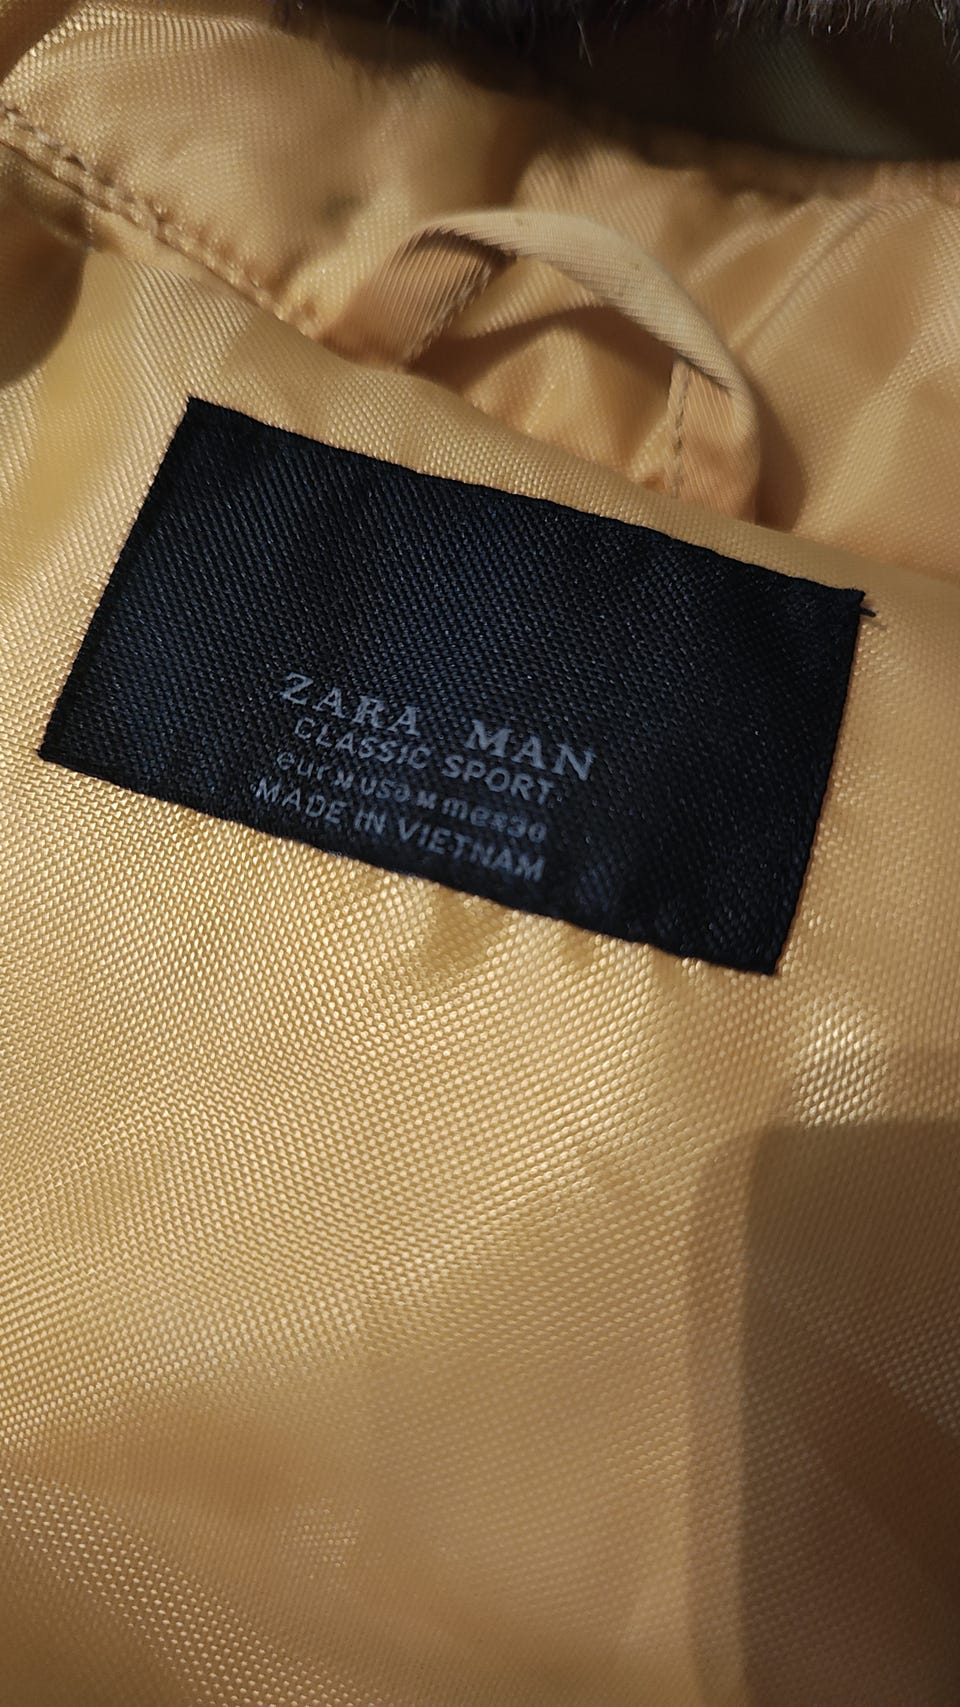 ZARA MAN
CLASSIC SPORT
eur M usa M mex 38
MADE IN VIETNAM